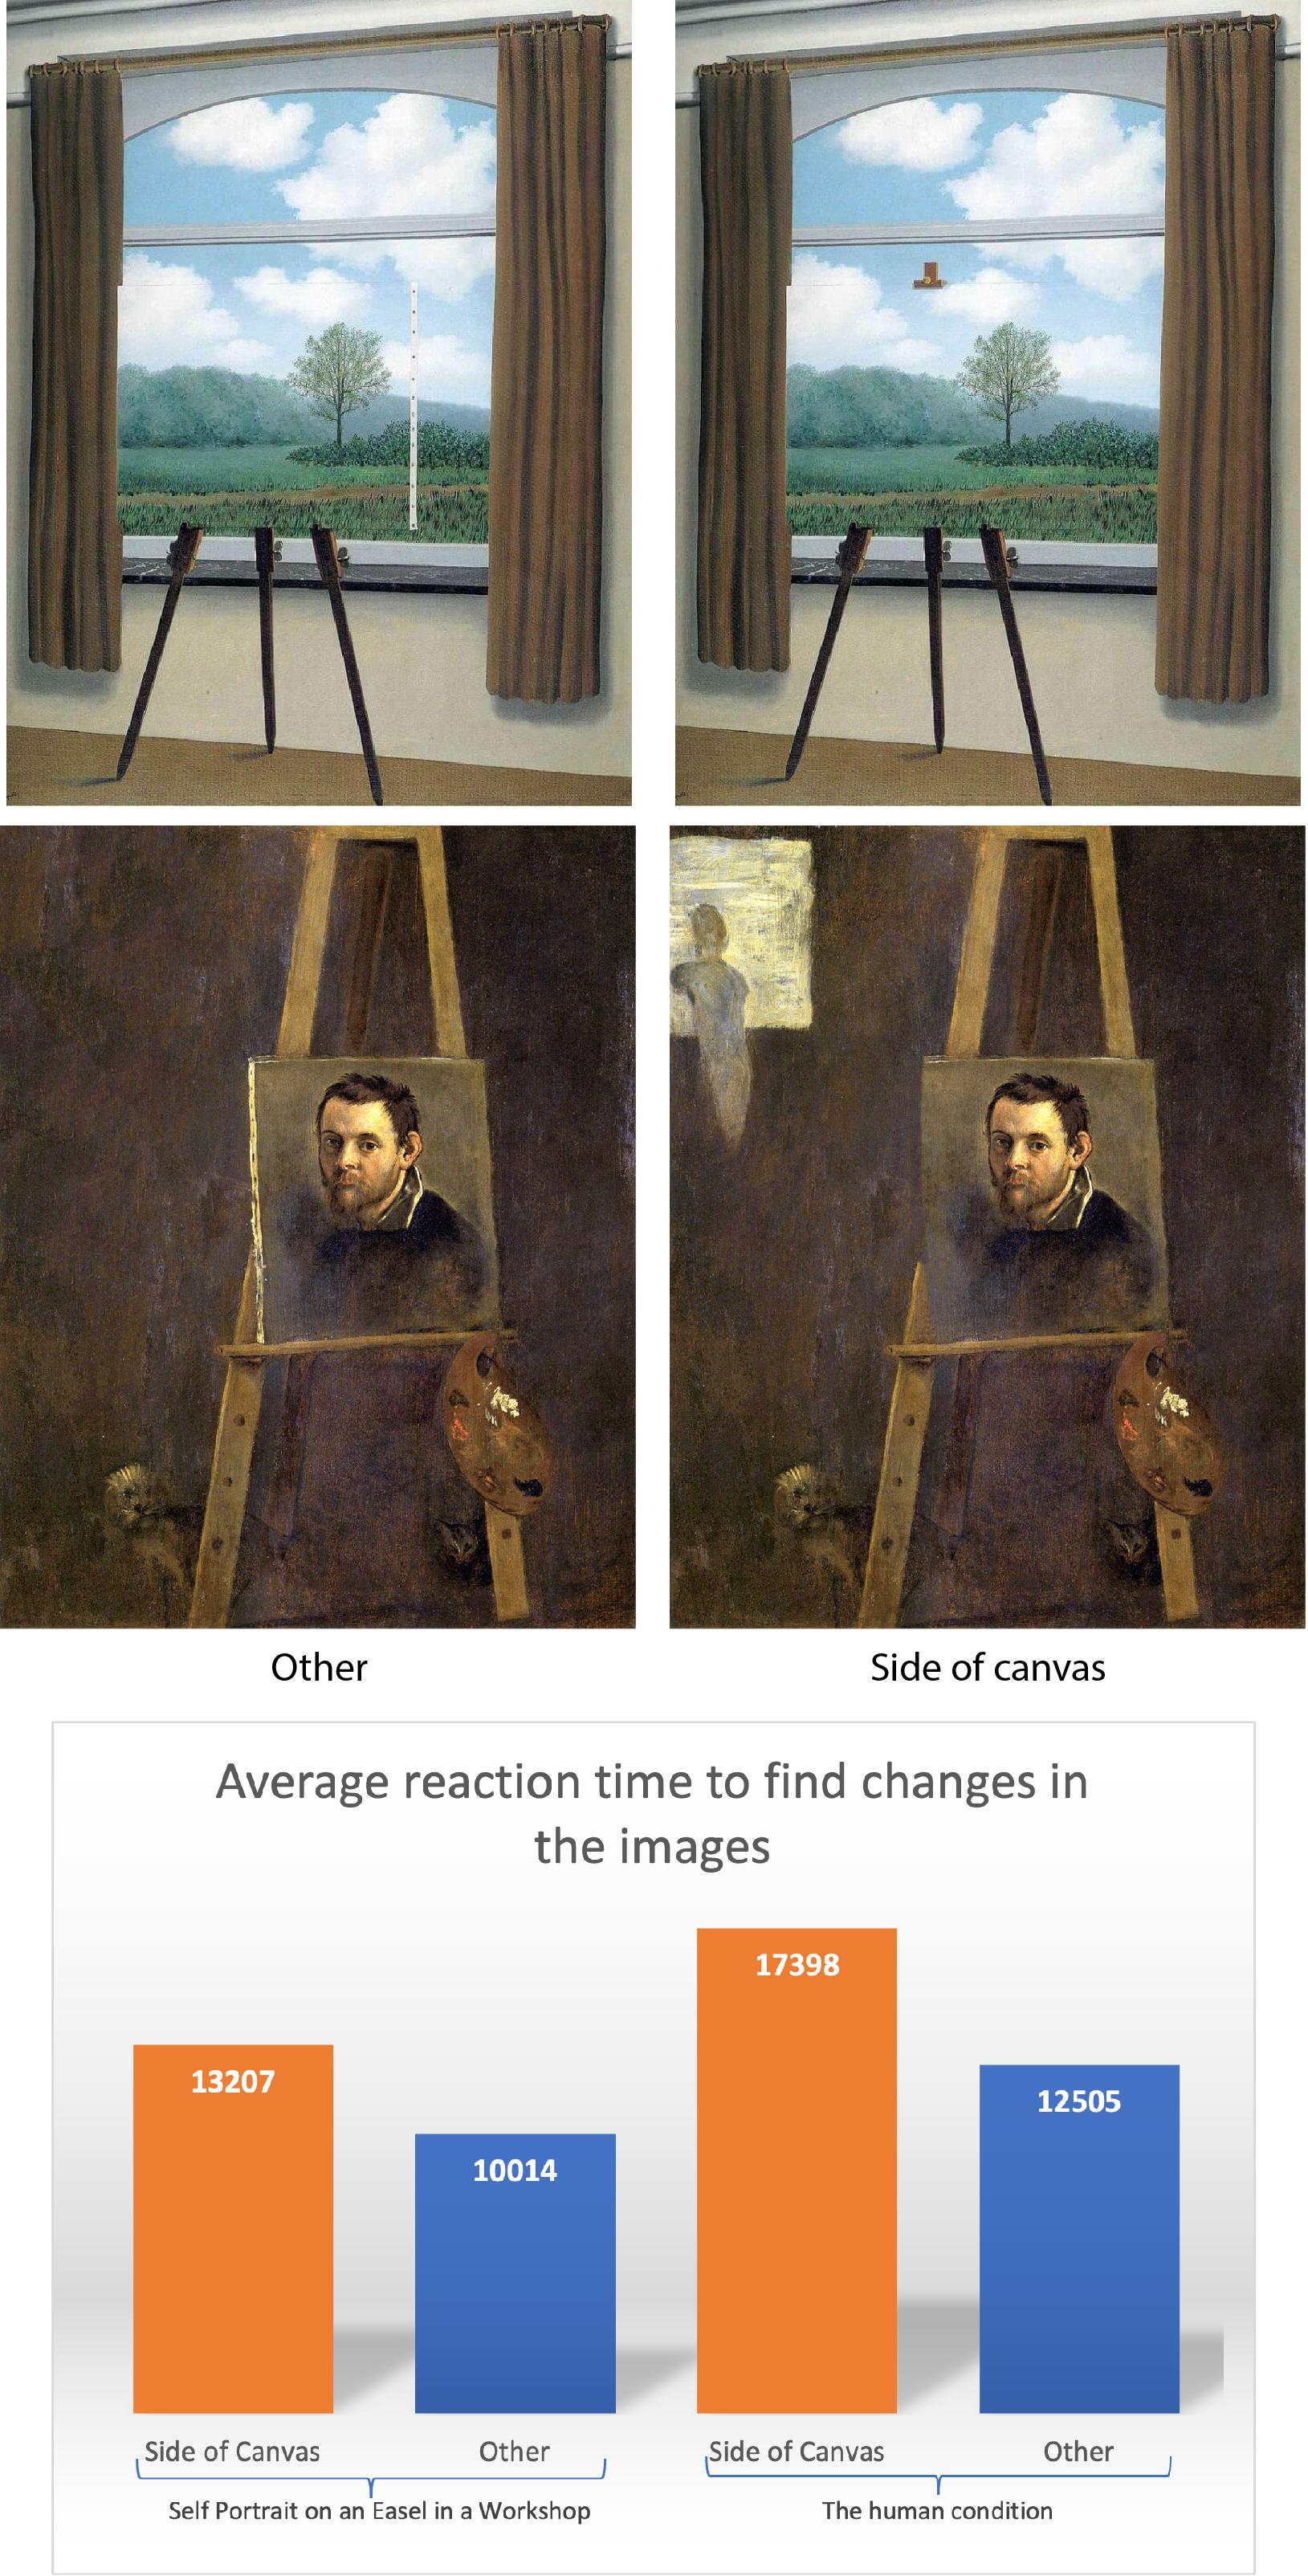 Other
Side of canvas
Average reaction time to find changes in
the images
13207
10014
17398
12505
Side of Canvas
Other
Side of Canvas
Other
Self Portrait on an Easel in a Workshop
The human condition